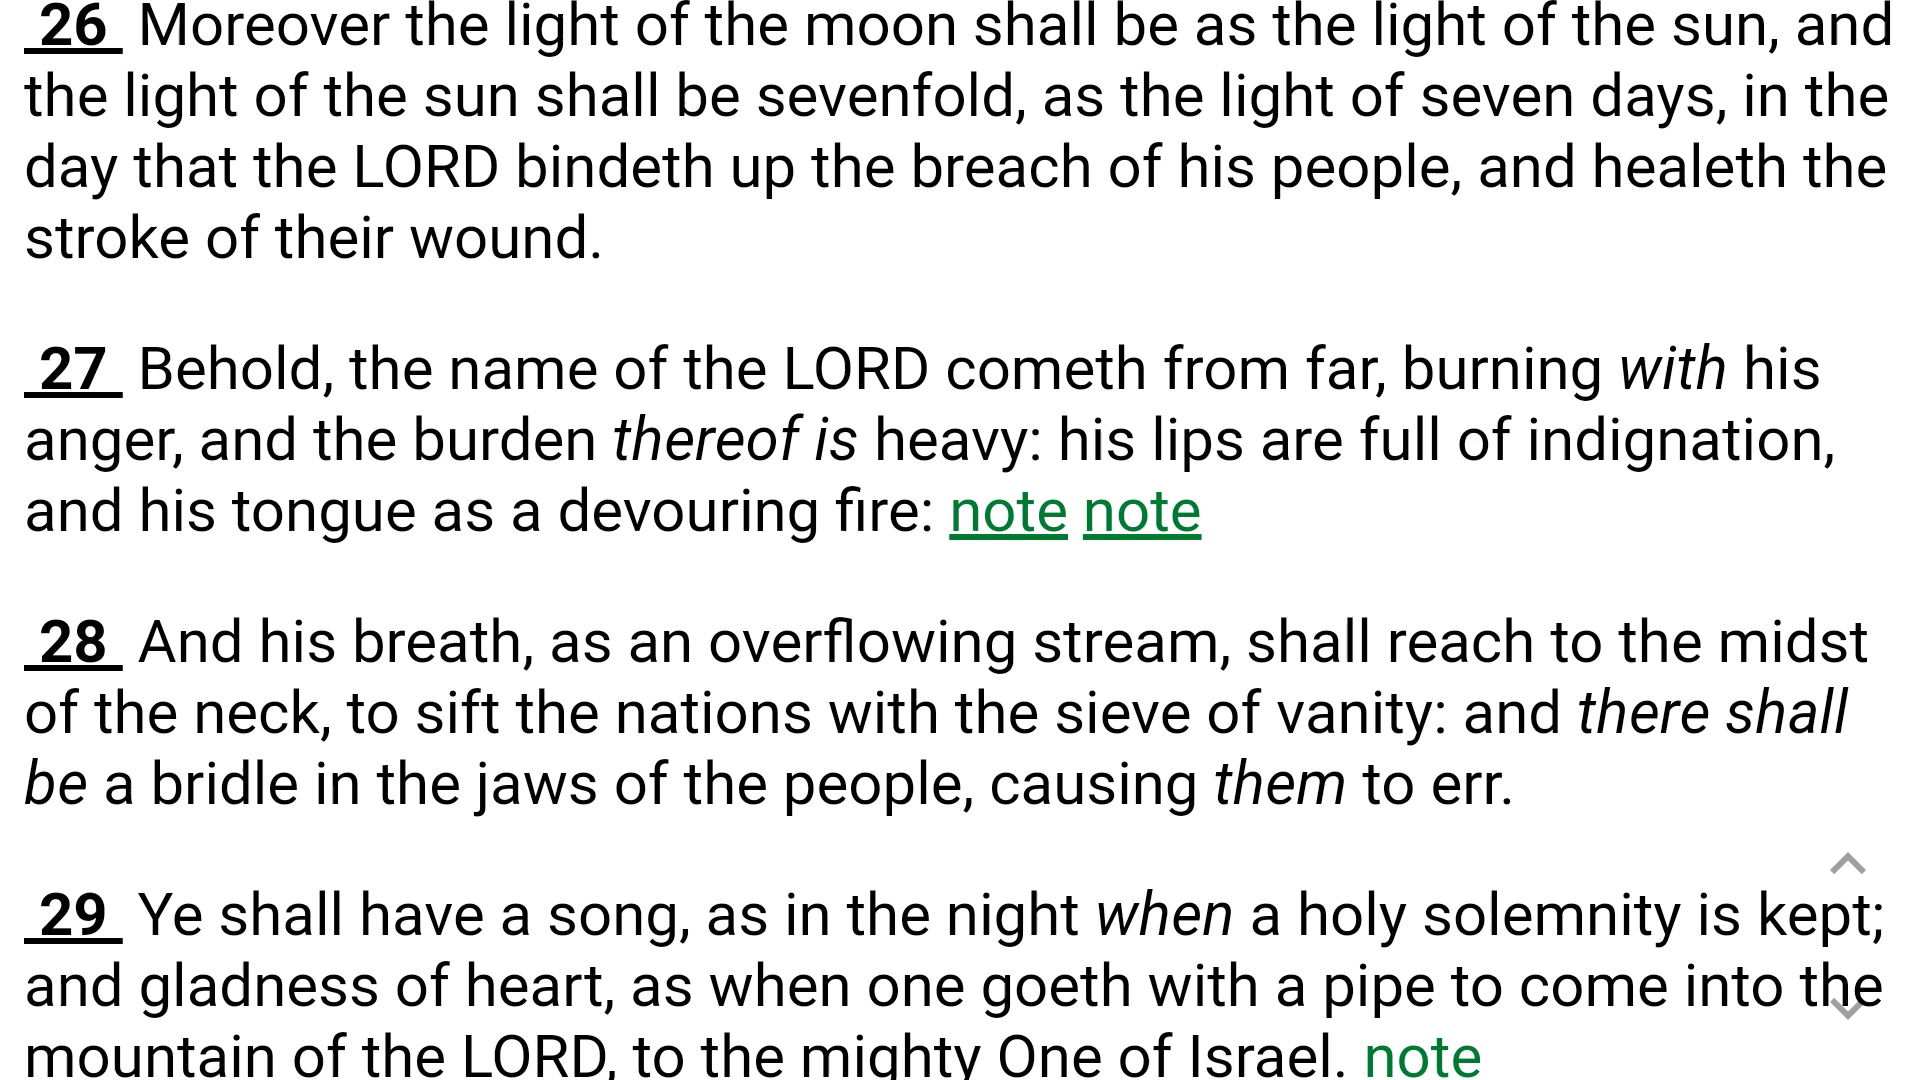 26 Moreover the light of the moon shall be as the light of the sun, and
the light of the sun shall be sevenfold, as the light of seven days, in the
day that the LORD bindeth up the breach of his people, and healeth the
stroke of their wound.
27 Behold, the name of the LORD cometh from far, burning with his
anger, and the burden thereof is heavy: his lips are full of indignation,
and his tongue as a devouring fire: note note
28 And his breath, as an overflowing stream, shall reach to the midst
of the neck, to sift the nations with the sieve of vanity: and there shall
be a bridle in the jaws of the people, causing them to err.
29 Ye shall have a song, as in the night when a holy solemnity is kept;
and gladness of heart, as when one goeth with a pipe to come into the
mountain of the LORD, to the mighty One of Israel. note